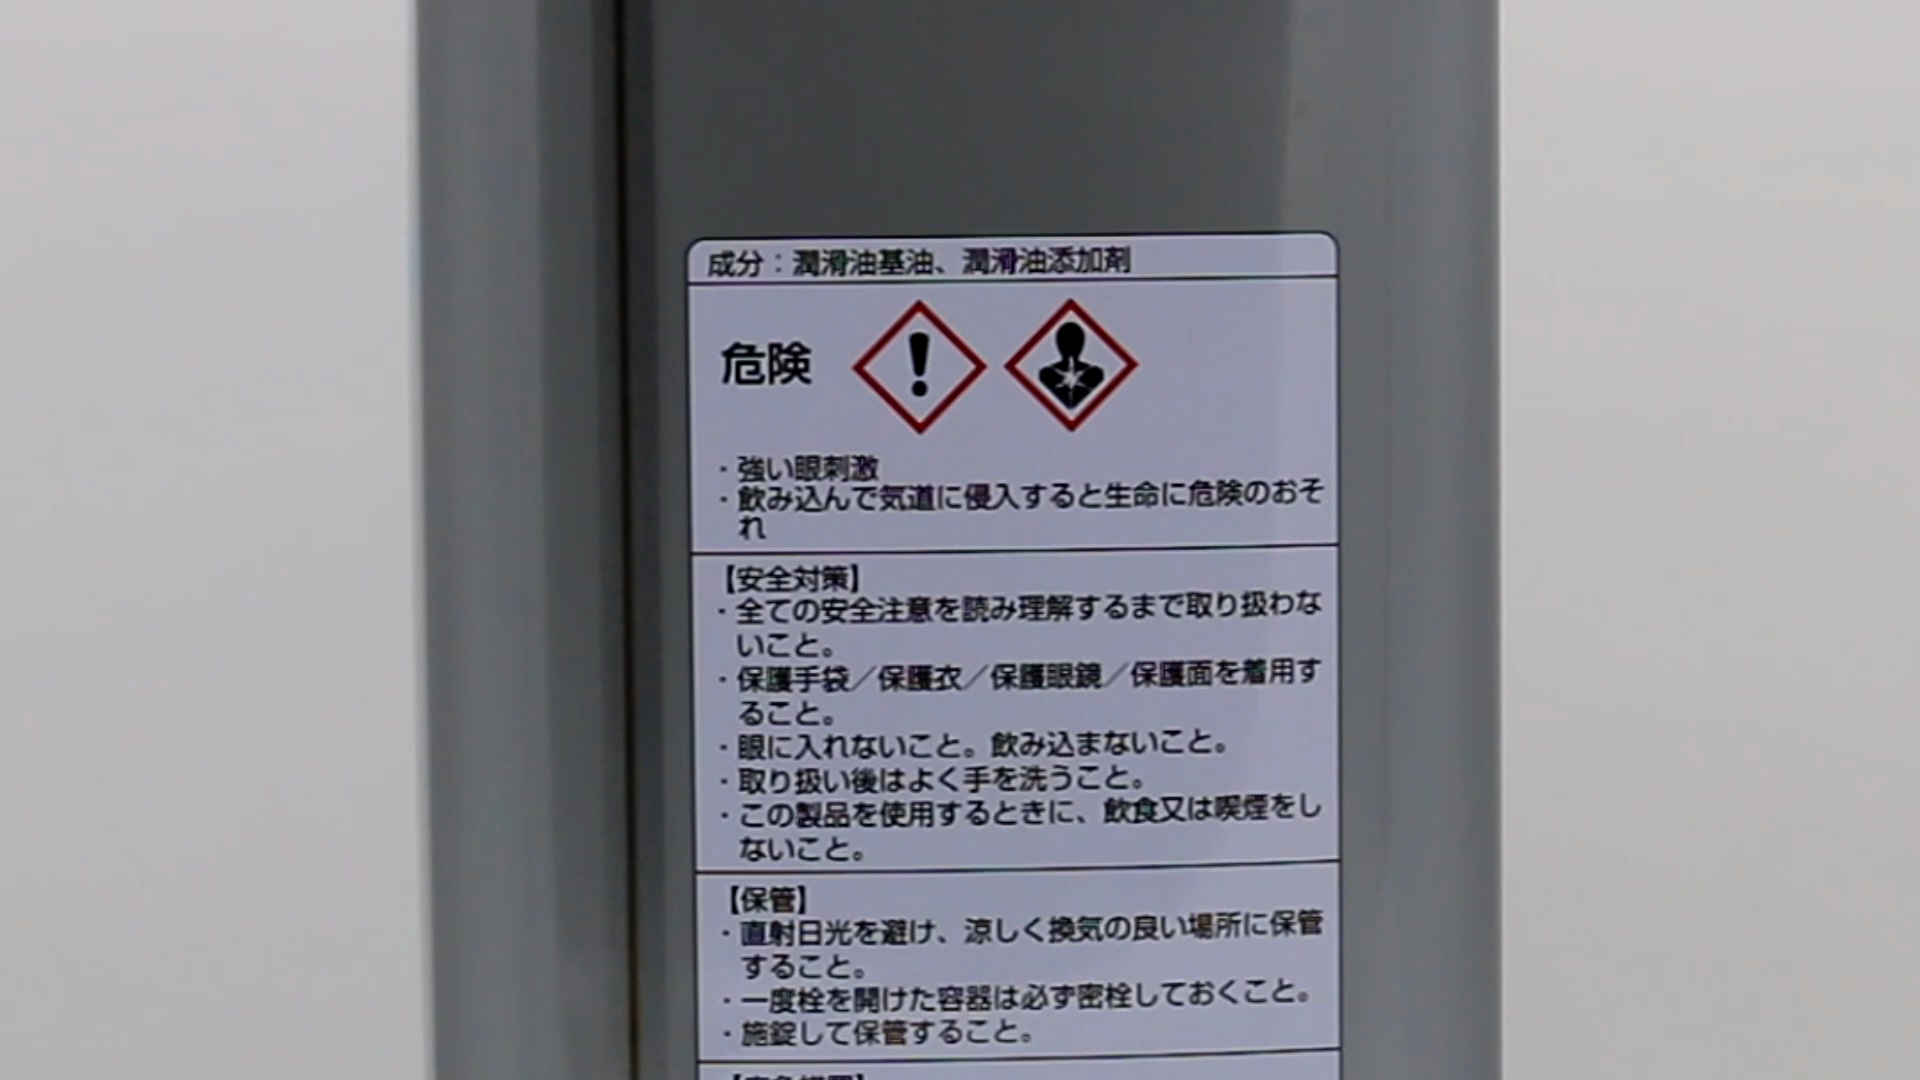 成分：潤滑油基油、潤滑油添加剤
危険
・強い眼刺激
・飲み込んで気道に侵入すると生命に危険のおそ
れ
【安全対策】
・全ての安全注意を読み理解するまで取り扱わな
いこと。
・保護手袋／保護衣／保護眼鏡／保護面を着用す
ること。
・眼に入れないこと。飲み込まないこと。
・取り扱い後はよく手を洗うこと。
・この製品を使用するときに、飲食又は喫煙をし
ないこと。
【保管】
・直射日光を避け、涼しく換気の良い場所に保管
すること。
・一度栓を開けた容器は必ず密栓しておくこと。
・施錠して保管すること。